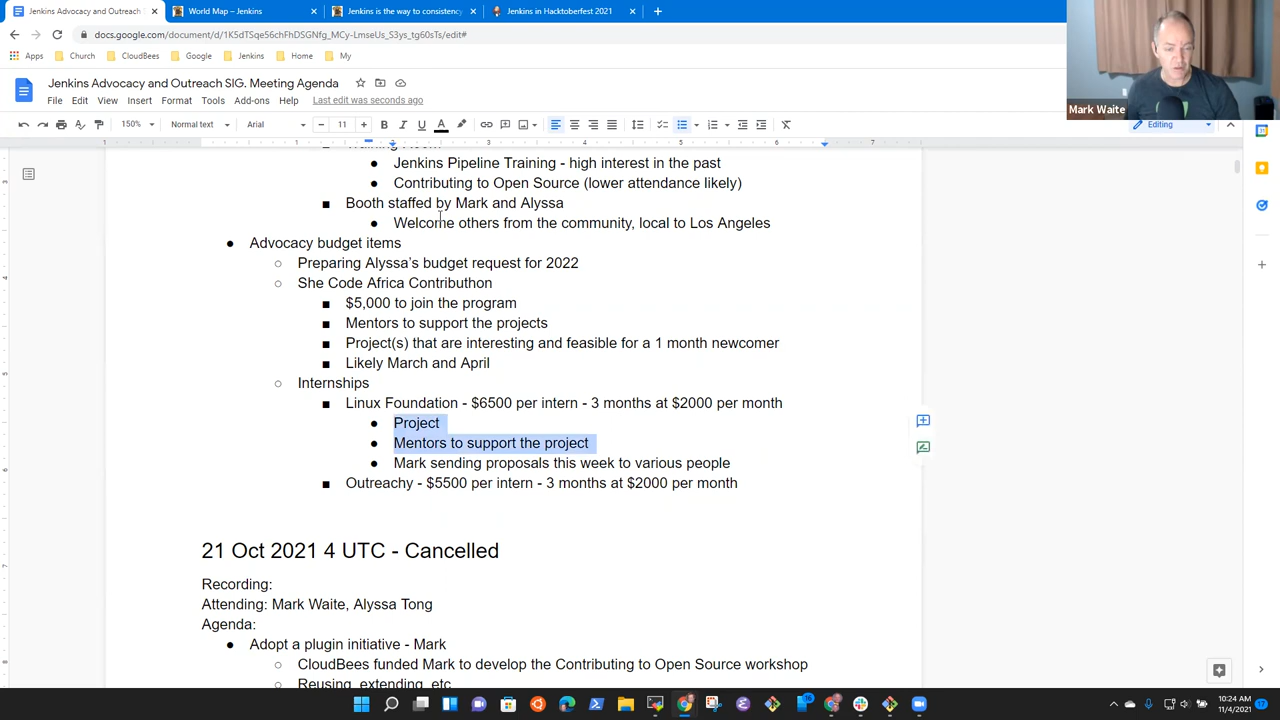 Jenkins Advocacy and Outreach S
World Map – Jenkins
Jenkins is the way to consistency
Jenkins in Hacktoberfest 2021
docs.google.com/document/d/1K5dTSqe56chFhDSGNfg_MCy-LmseUs_S3ys_tg60sTs/edit#
Apps
Church
CloudBees
Google
Jenkins
Home
My
Jenkins Advocacy and Outreach SIG. Meeting Agenda
File Edit View Insert Format Tools Add-ons Help Last edit was seconds ago
150% Normal text Arial 11 Editing
Mark Waite
Jenkins Pipeline Training - high interest in the past
Contributing to Open Source (lower attendance likely)
Booth staffed by Mark and Alyssa
Welcome others from the community, local to Los Angeles
Advocacy budget items
Preparing Alyssa's budget request for 2022
She Code Africa Contributhon
$5,000 to join the program
Mentors to support the projects
Project(s) that are interesting and feasible for a 1 month newcomer
Likely March and April
Internships
Linux Foundation - $6500 per intern - 3 months at $2000 per month
Project
Mentors to support the project
Mark sending proposals this week to various people
Outreachy - $5500 per intern - 3 months at $2000 per month
21 Oct 2021 4 UTC - Cancelled
Recording:
Attending: Mark Waite, Alyssa Tong
Agenda:
Adopt a plugin initiative - Mark
CloudBees funded Mark to develop the Contributing to Open Source workshop
Reusing, extending, etc.
10:24 AM
11/4/2021